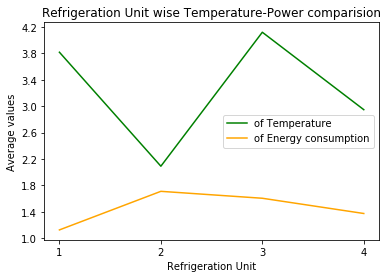 Refrigeration Unit wise Temperature-Power comparision
4.2
3.8
3.4
3.0
2.6
2.2
1.8
1.4
1.0
Average values
of Temperature
of Energy consumption
1 2 3 4
Refrigeration Unit